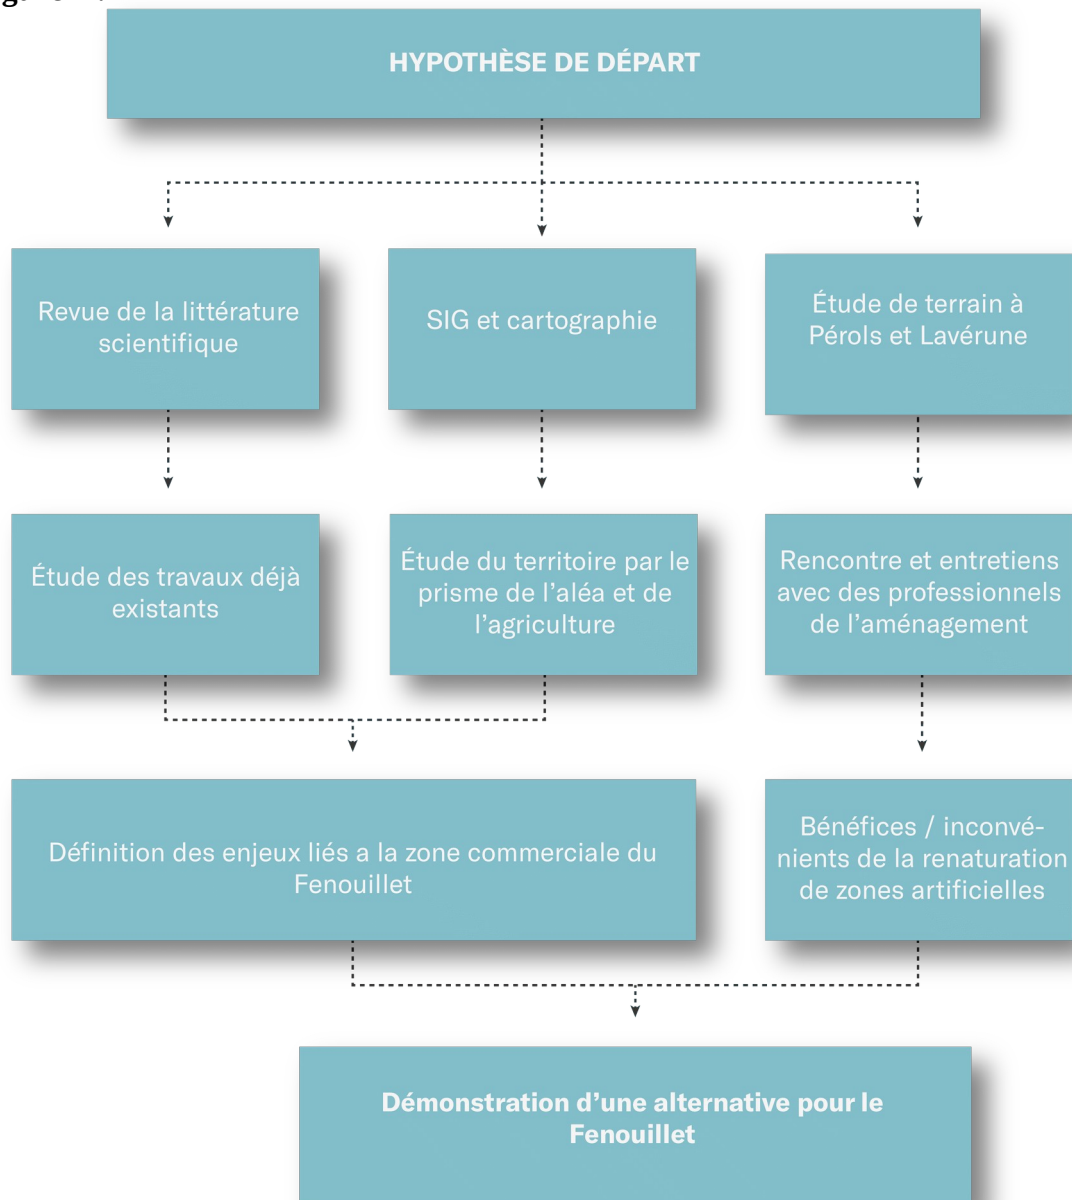 HYPOTHÈSE DE DÉPART
Revue de la littérature
scientifique
SIG et cartographie
Étude de terrain à
Pérols et Lavérune
Étude des travaux déjà
existants
Étude du territoire par le
prisme de l'aléa et de
l'agriculture
Rencontre et entretiens
avec des professionnels
de l'aménagement
Définition des enjeux liés a la zone commerciale du
Fenouillet
Bénéfices / inconvé-
nients de la renaturation
de zones artificielles
Démonstration d'une alternative pour le
Fenouillet